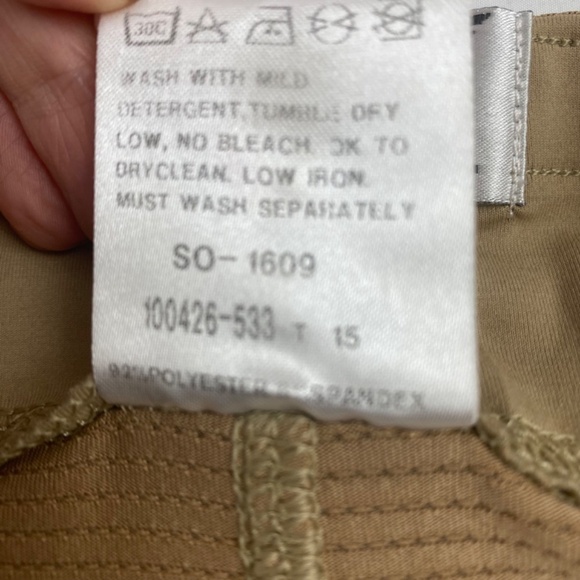 30C
WASH WITH MILD
DETERGENT, TUMBLE DRY
LOW, NO BLEACH. OK TO
DRYCLEAN. LOW IRON.
MUST WASH SEPARATELY
SO-1609
100426-533 T 15
92% POLYESTER SPANDEX